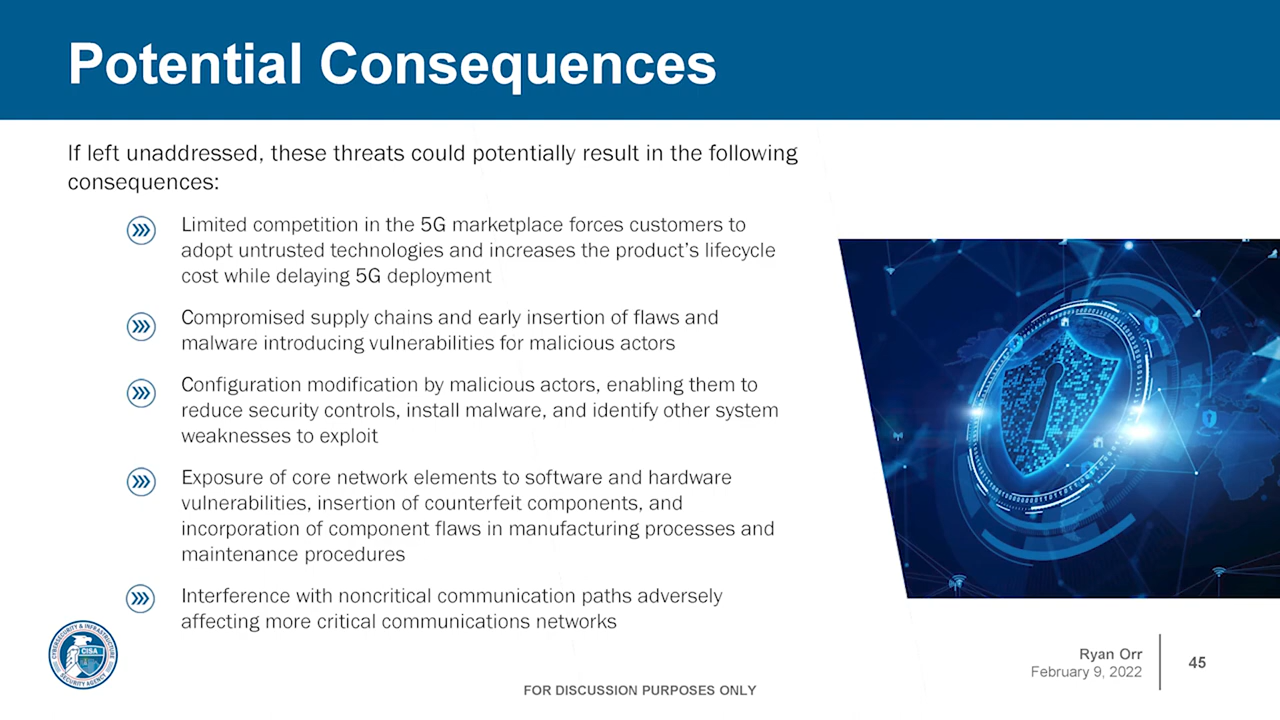 Potential Consequences
If left unaddressed, these threats could potentially result in the following
consequences:
Limited competition in the 5G marketplace forces customers to
adopt untrusted technologies and increases the product’s lifecycle
cost while delaying 5G deployment
Compromised supply chains and early insertion of flaws and
malware introducing vulnerabilities for malicious actors
Configuration modification by malicious actors, enabling them to
reduce security controls, install malware, and identify other system
weaknesses to exploit
Exposure of core network elements to software and hardware
vulnerabilities, insertion of counterfeit components, and
incorporation of component flaws in manufacturing processes and
maintenance procedures
Interference with noncritical communication paths adversely
affecting more critical communications networks
CYBERSECURITY & INFRASTRUCTURE
CISA
SECURITY AGENCY
Ryan Orr
February 9, 2022
45
FOR DISCUSSION PURPOSES ONLY